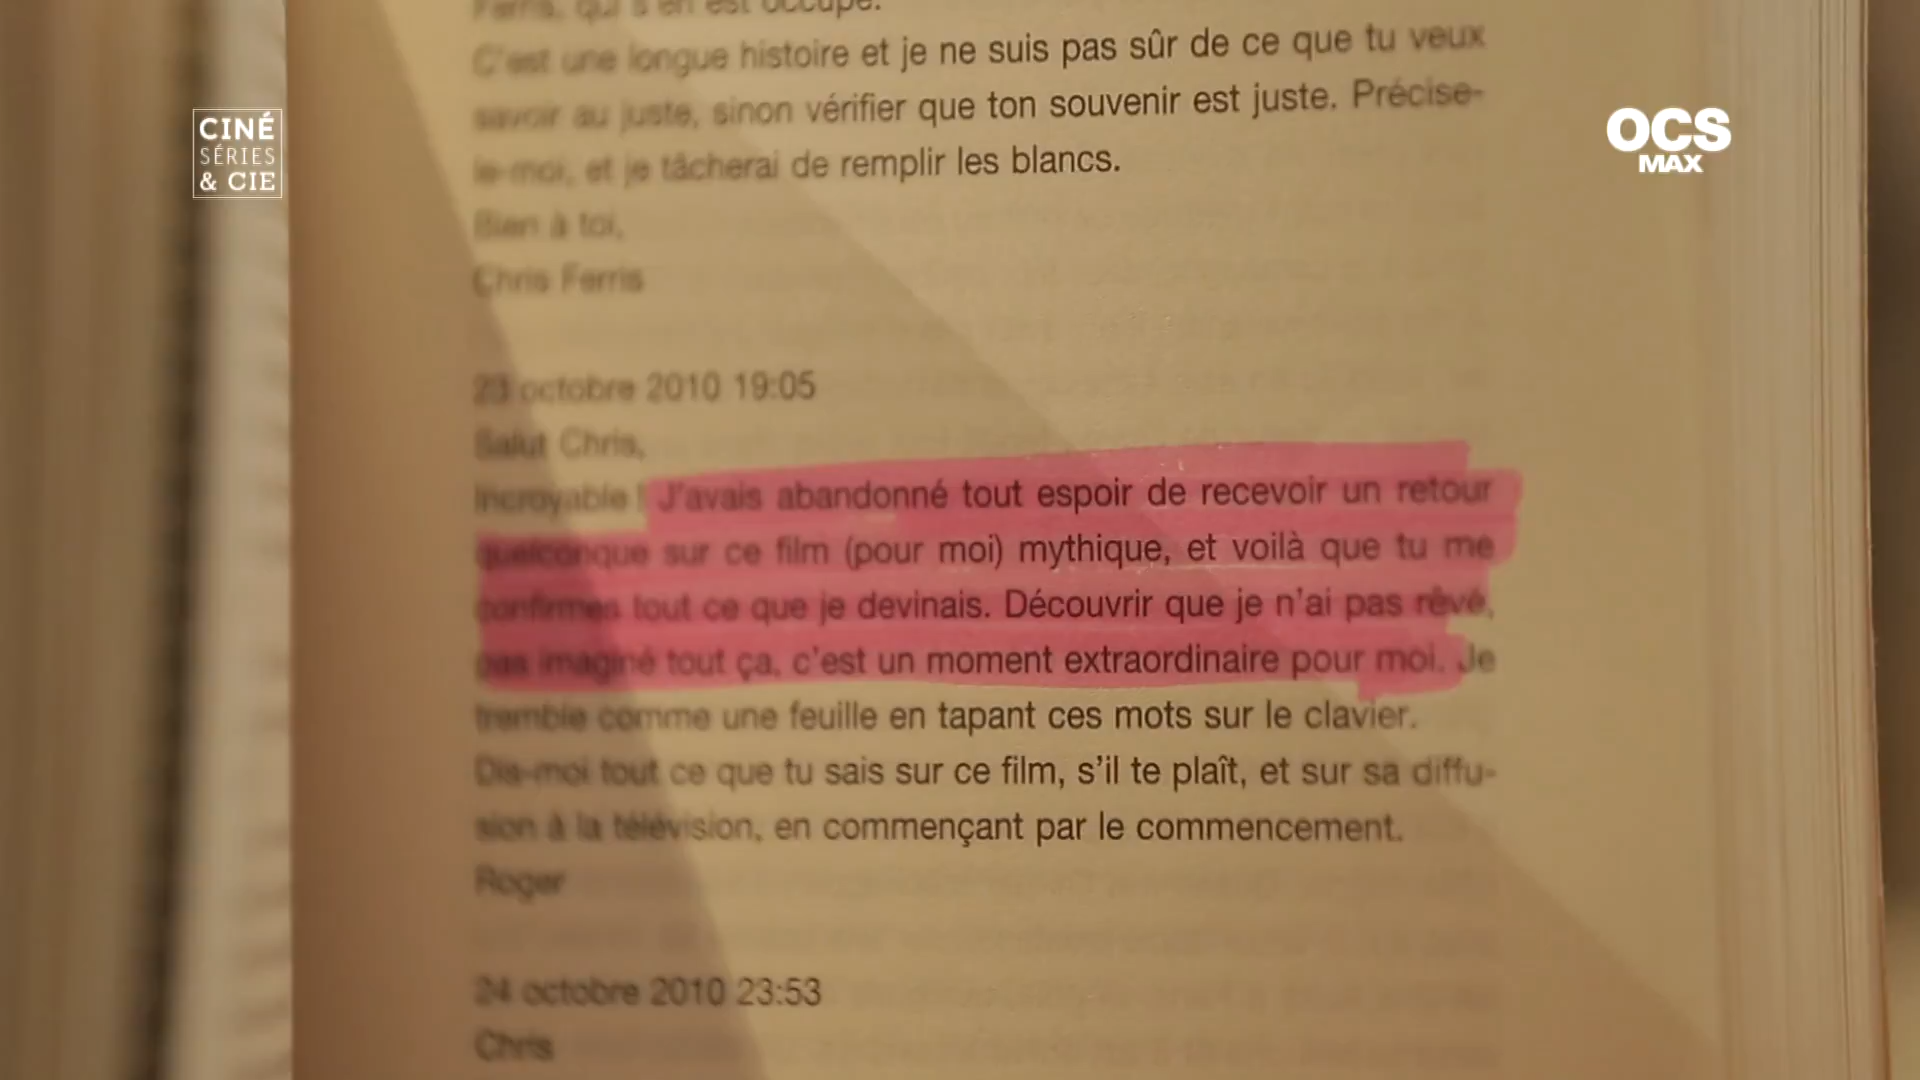 Ferris, qui s'en est occupé.
C'est une longue histoire et je ne suis pas sûr de ce que tu veux
savoir au juste, sinon vérifier que ton souvenir est juste. Précise-
le-moi, et je tâcherai de remplir les blancs.
Bien à toi,
Chris Ferris
CINÉ
SÉRIES
& CIE
OCS
MAX
23 octobre 2010 19:05
Salut Chris,
Incroyable ! J'avais abandonné tout espoir de recevoir un retour
quelconque sur ce film (pour moi) mythique, et voilà que tu me
confirmes tout ce que je devinais. Découvrir que je n'ai pas rêvé,
pas imaginé tout ça, c'est un moment extraordinaire pour moi. Je
tremble comme une feuille en tapant ces mots sur le clavier.
Dis-moi tout ce que tu sais sur ce film, s'il te plaît, et sur sa diffu-
sion à la télévision, en commençant par le commencement.
Roger
24 octobre 2010 23:53
Chris